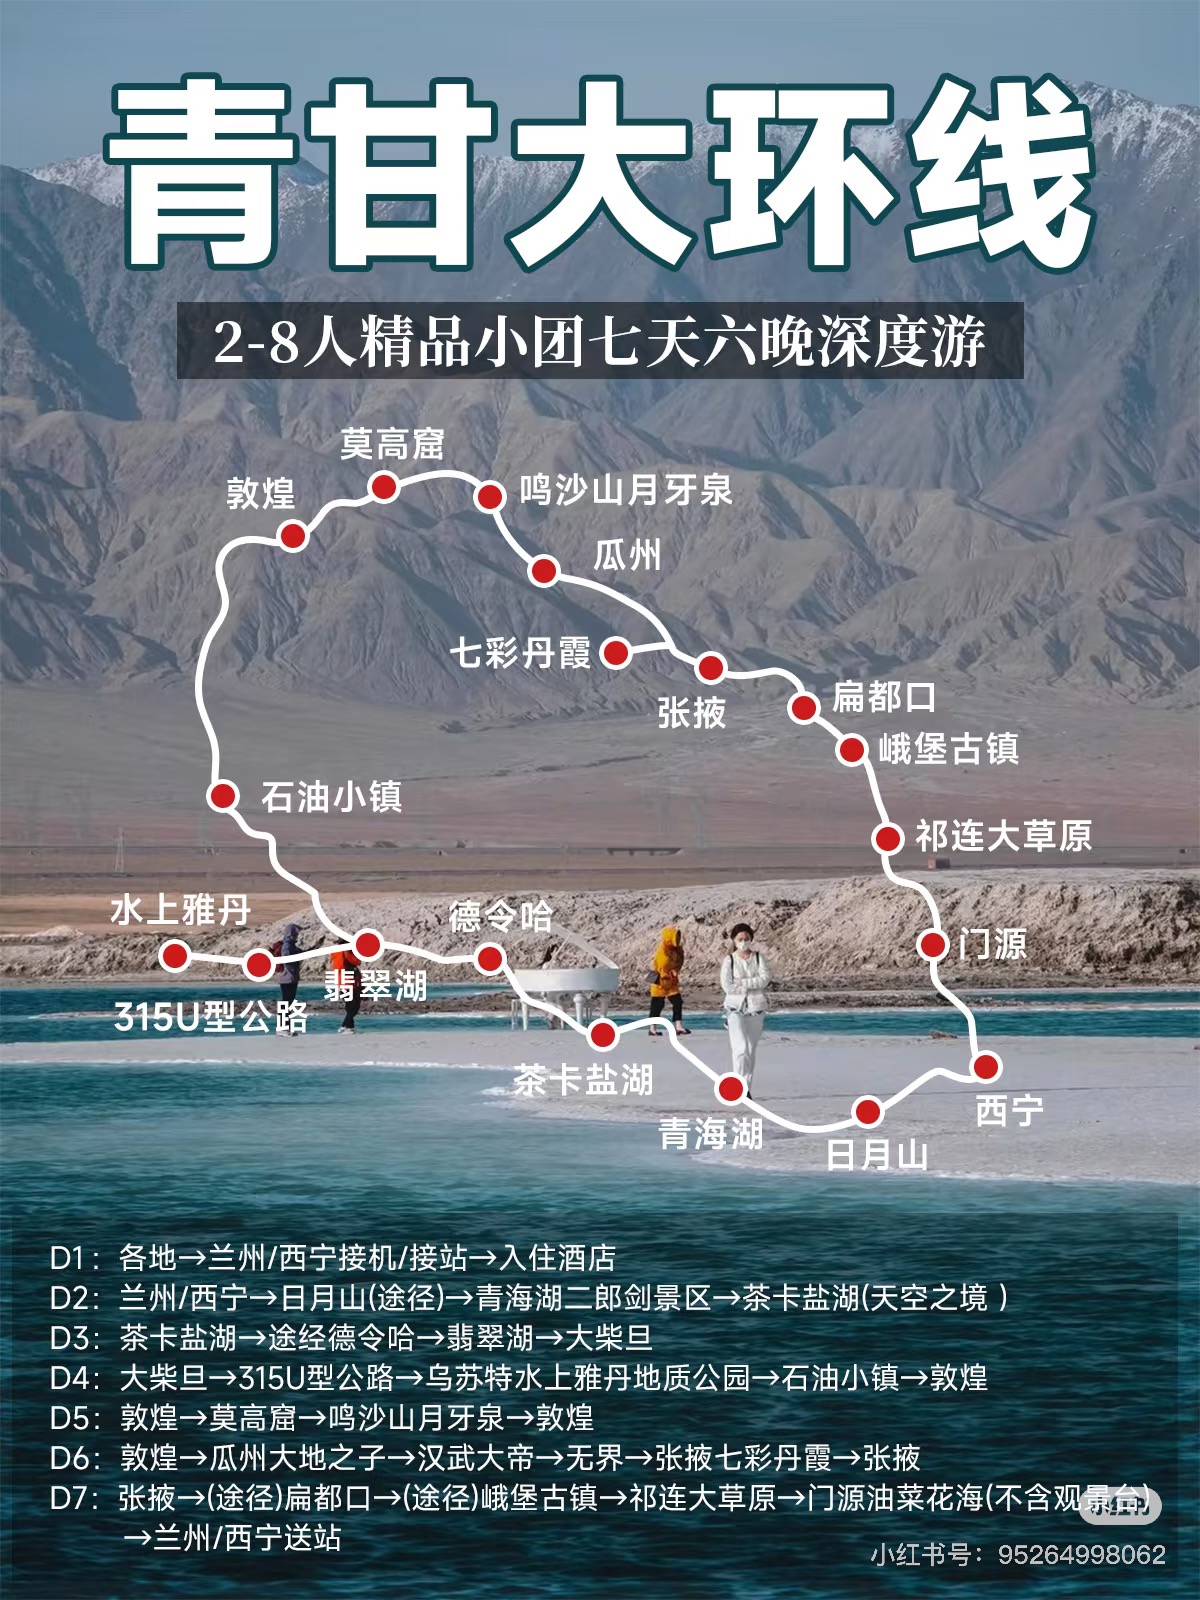 青甘大环线
2-8人精品小团七天六晚深度游
莫高窟
敦煌
鸣沙山月牙泉
瓜州
七彩丹霞
张掖
扁都口
峨堡古镇
石油小镇
祁连大草原
水上雅丹
德令哈
门源
翡翠湖
315U型公路
茶卡盐湖
青海湖
西宁
日月山
D1：各地→兰州/西宁接机/接站→入住酒店
D2：兰州/西宁→日月山(途径)→青海湖二郎剑景区→茶卡盐湖(天空之境 )
D3：茶卡盐湖→途经德令哈→翡翠湖→大柴旦
D4：大柴旦→315U型公路→乌苏特水上雅丹地质公园→石油小镇→敦煌
D5：敦煌→莫高窟→鸣沙山月牙泉→敦煌
D6：敦煌→瓜州大地之子→汉武大帝→无界→张掖七彩丹霞→张掖
D7：张掖→(途径)扁都口→(途径)峨堡古镇→祁连大草原→门源油菜花海(不含观景台)
→兰州/西宁送站
小红书
小红书号：95264998062